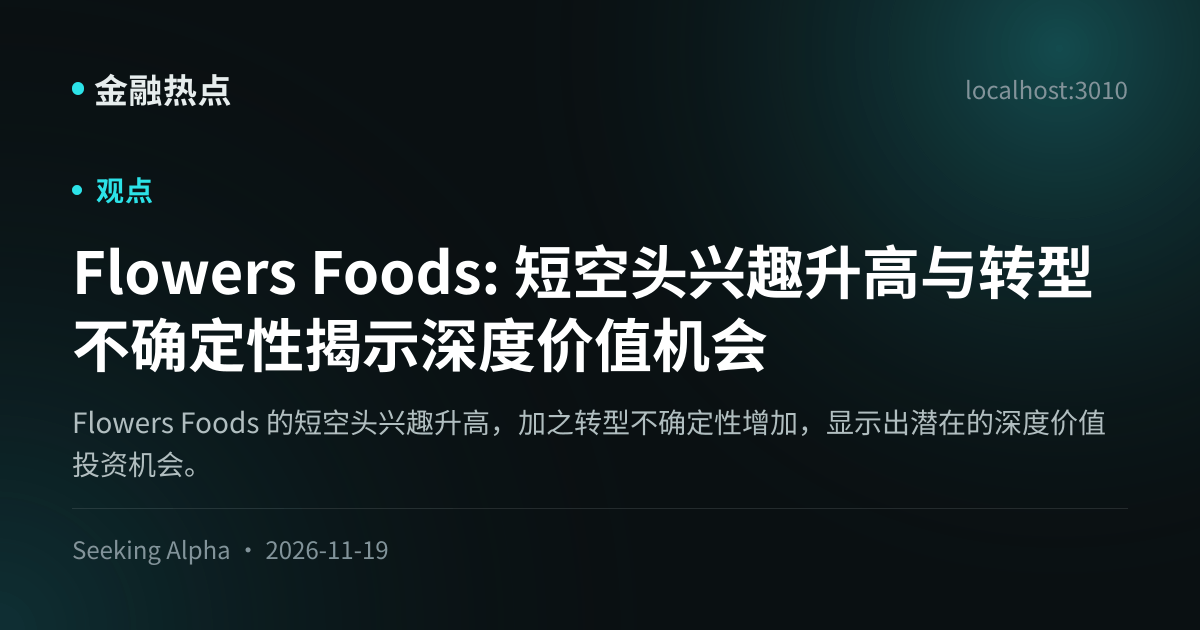 金融热点
localhost:3010
观点
Flowers Foods: 短空头兴趣升高与转型
不确定性揭示深度价值机会
Flowers Foods 的短空头兴趣升高，加之转型不确定性增加，显示出潜在的深度价值
投资机会。
Seeking Alpha · 2026-11-19